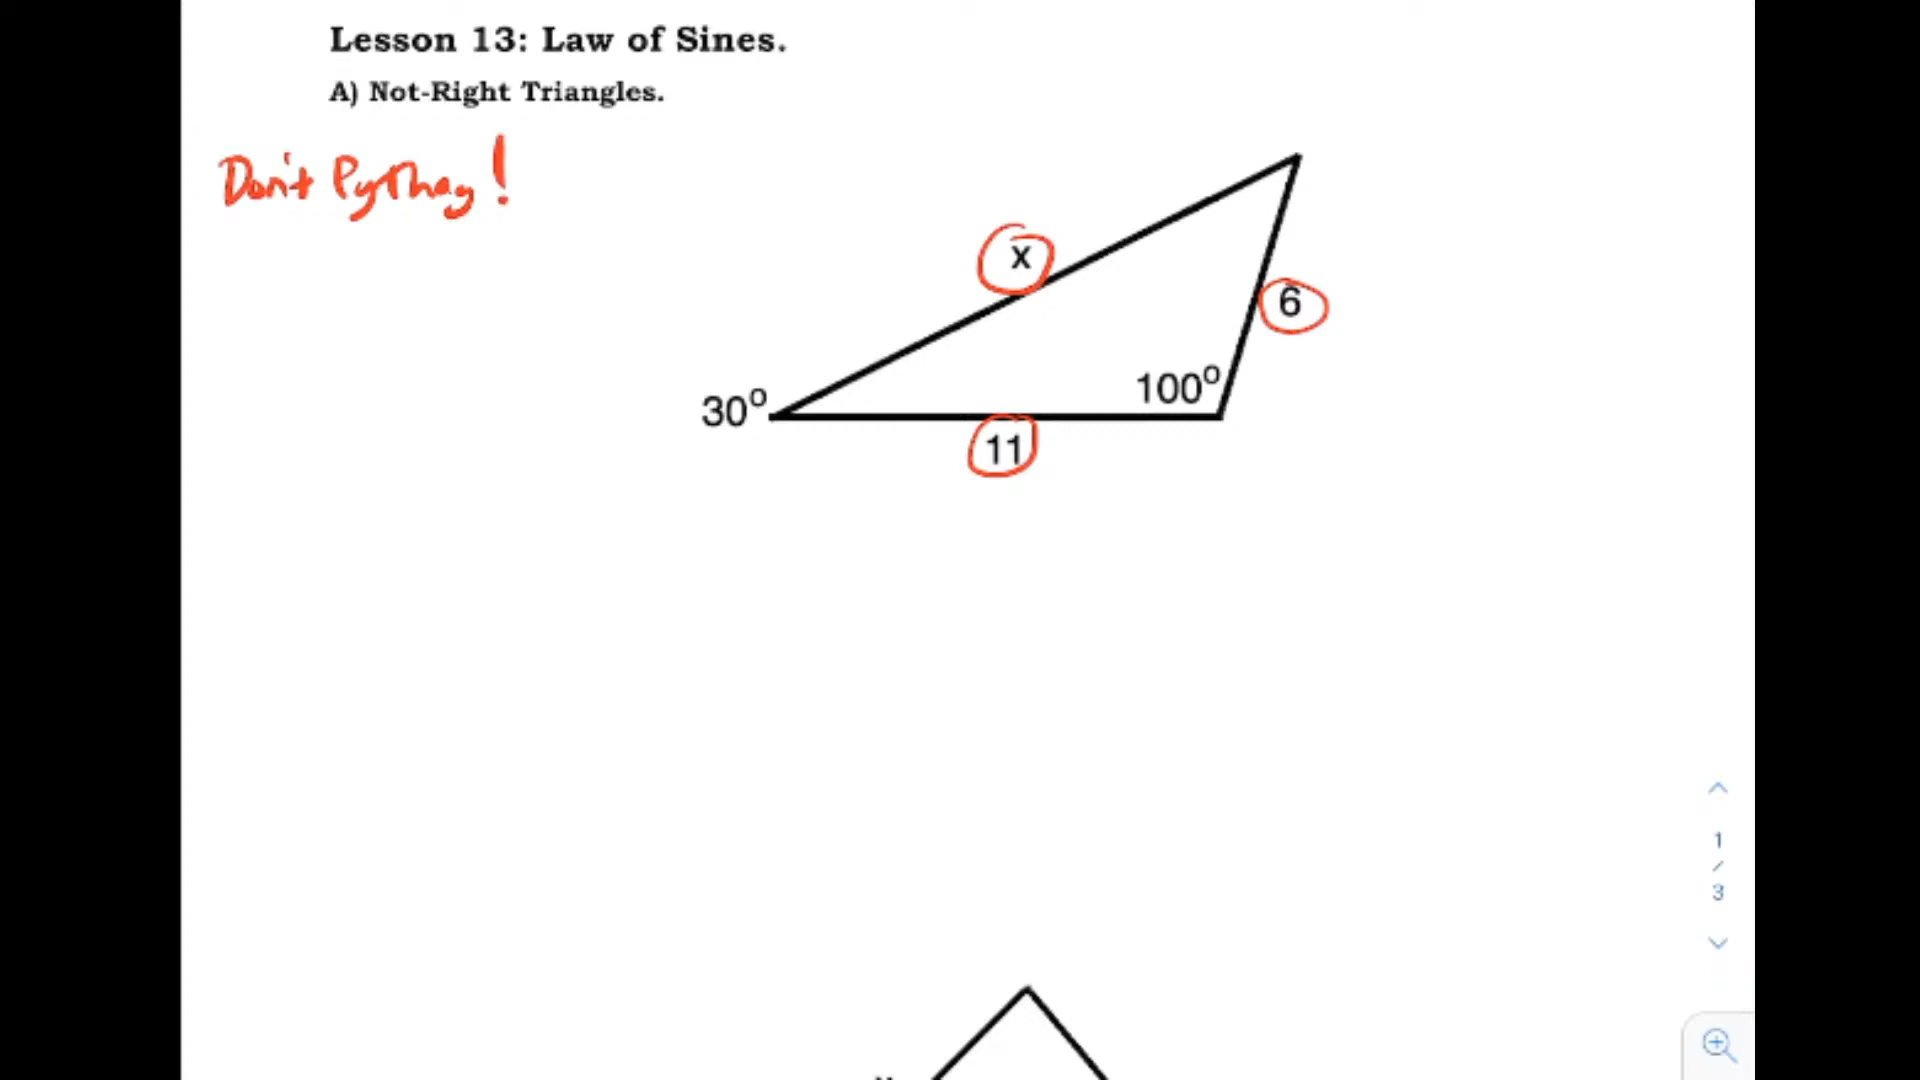 Lesson 13: Law of Sines.
A) Not-Right Triangles.
Don't Pythag!
x
6
100°
30°
11
1
/
3